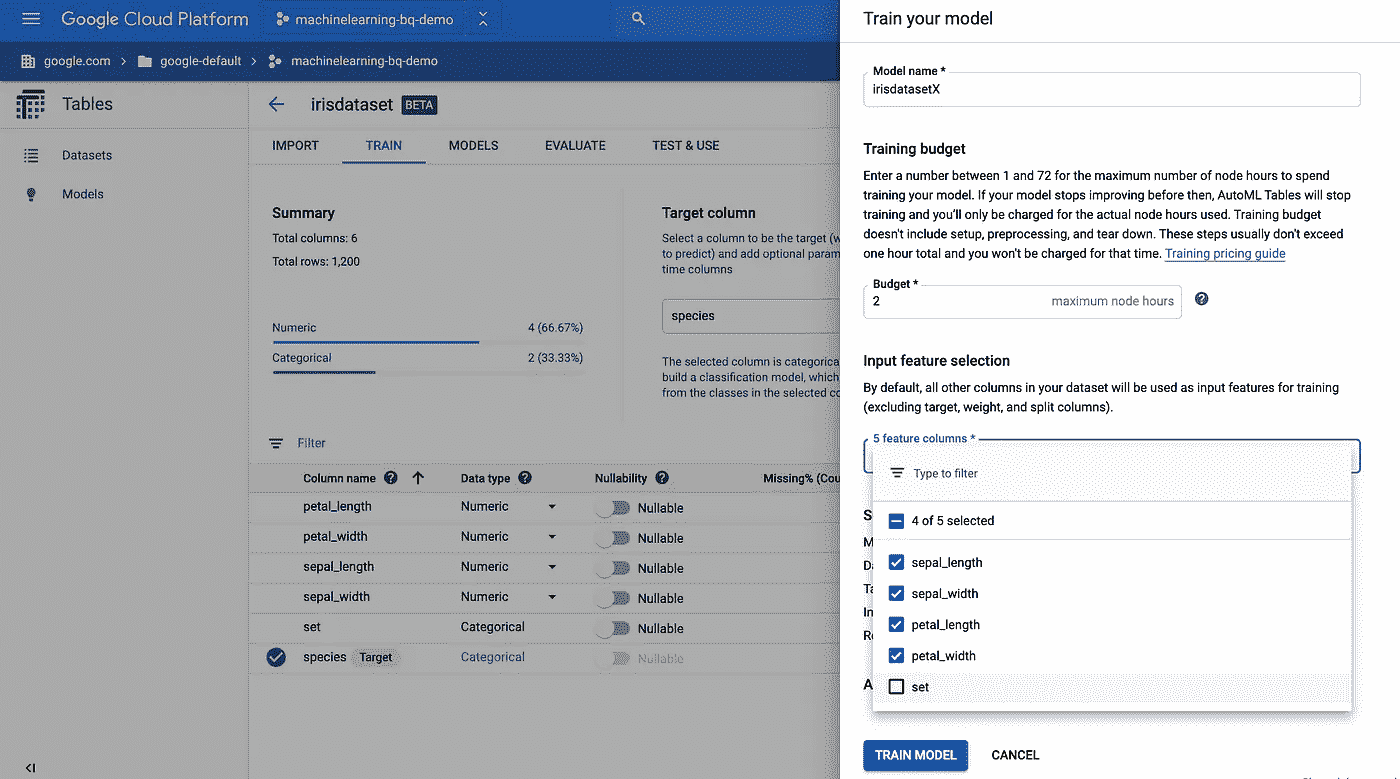 Google Cloud Platform
machinelearning-bq-demo
google.com > google-default > machinelearning-bq-demo
Tables
Datasets
Models
irisdataset BETA
IMPORT TRAIN MODELS EVALUATE TEST & USE
Summary
Total columns: 6
Total rows: 1,200
Numeric 4 (66.67%)
Categorical 2 (33.33%)
Target column
Select a column to be the target (w
to predict) and add optional param
time columns
species
The selected column is categorica
build a classification model, which
from the classes in the selected co
Filter
Column name Data type Nullability Missing% (Cou
petal_length Numeric Nullable
petal_width Numeric Nullable
sepal_length Numeric Nullable
sepal_width Numeric Nullable
set Categorical Nullable
species Target Categorical Nullable
Train your model
Model name *
irisdatasetX
Training budget
Enter a number between 1 and 72 for the maximum number of node hours to spend
training your model. If your model stops improving before then, AutoML Tables will stop
training and you'll only be charged for the actual node hours used. Training budget
doesn't include setup, preprocessing, and tear down. These steps usually don't exceed
one hour total and you won't be charged for that time. Training pricing guide
Budget *
2 maximum node hours
Input feature selection
By default, all other columns in your dataset will be used as input features for training
(excluding target, weight, and split columns).
5 feature columns *
Type to filter
4 of 5 selected
sepal_length
sepal_width
petal_length
petal_width
set
TRAIN MODEL CANCEL